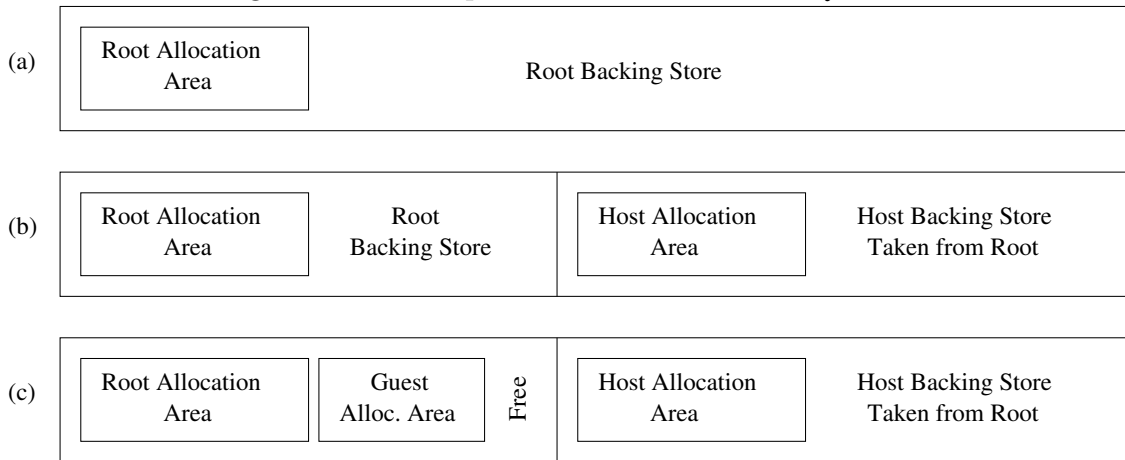 (a)
Root Allocation
Area
Root Backing Store
(b)
Root Allocation
Area
Root
Backing Store
Host Allocation
Area
Host Backing Store
Taken from Root
(c)
Root Allocation
Area
Guest
Alloc. Area
Free
Host Allocation
Area
Host Backing Store
Taken from Root